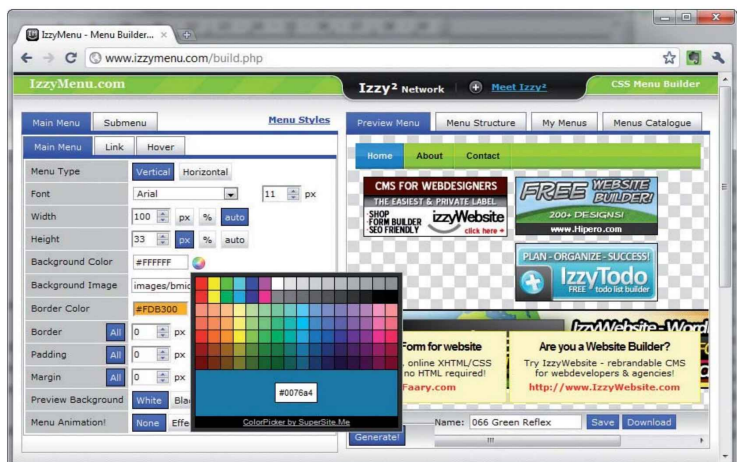 IzzyMenu - Menu Builder...
www.izzymenu.com/build.php
IzzyMenu.com
Izzy² Network
Meet Izzy²
CSS Menu Builder
Main Menu Submenu Menu Styles
Preview Menu Menu Structure My Menus Menus Catalogue
Main Menu Link Hover
Menu Type Vertical Horizontal
Font Arial 11 px
Width 100 px % auto
Height 33 px % auto
Background Color #FFFFFF
Background Image images/bmic
Border Color #FDB300
Border All 0 px
Padding All 0 px
Margin All 0 px
Preview Background White Bla
Menu Animation! None Effe
#0076a4
ColorPicker by SuperSite.Me
Home About Contact
CMS FOR WEBDESIGNERS
THE EASIEST & PRIVATE LABEL
·SHOP
·FORM BUILDER
·SEO FRIENDLY
izzyWebsite
click here
FREE WEBSITE BUILDER!
200+ DESIGNS!
www.Hipero.com
PLAN - ORGANIZE - SUCCESS!
IzzyTodo
FREE todo list builder
IzzyWebsite-Word
Form for website
online XHTML/CSS
no HTML required!
Faary.com
Are you a Website Builder?
Try IzzyWebsite - rebrandable CMS
for webdevelopers & agencies!
http://www.IzzyWebsite.com
Name: 066 Green Reflex Save Download
Generate!